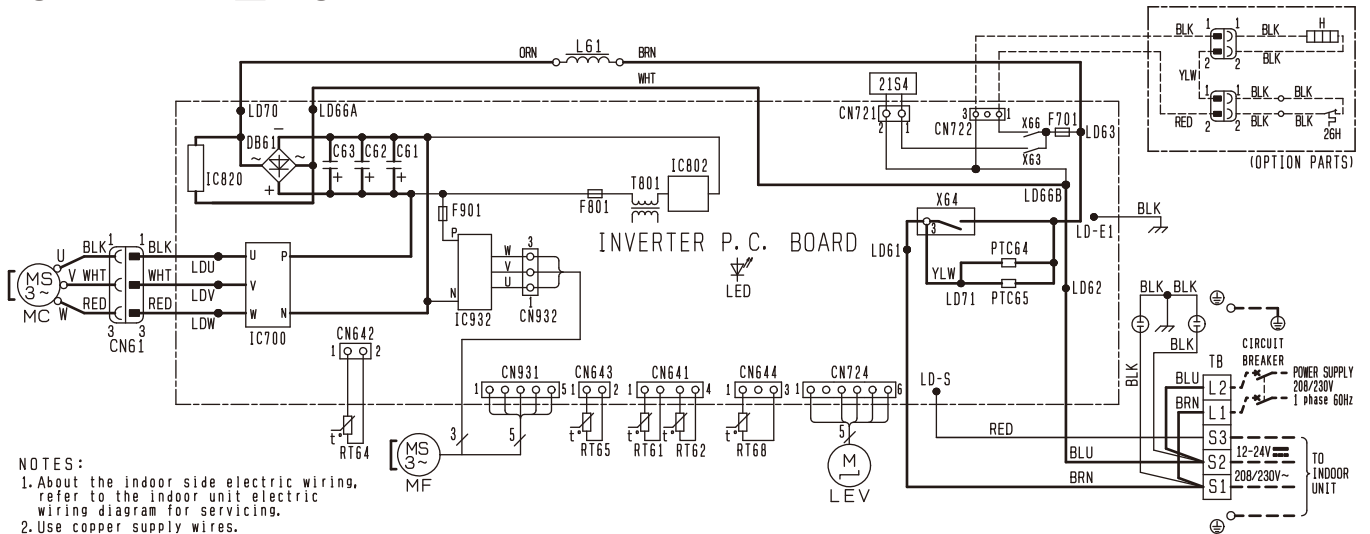 ORN L61 BRN
WHT
BLK 1 1 BLK H
2 2 BLK
YLW
1 1 BLK BLK
RED 2 2 BLK BLK 26H
(OPTION PARTS)
21S4
CN721
2 1
CN722 3 1
X66 F701 LD63
X63
LD70 LD66A
DB61 − ~ ~ +
IC820
C63 C62 C61
+ + +
IC802
T801
F801
F901
LD66B
X64
3
LD61
PTC64
YLW
LD71 PTC65
LD62
LD-E1 BLK
INVERTER P.C. BOARD
LED
MS
3~
MC
U BLK 1 1 BLK LDU U P
V WHT WHT LDV V
W RED 3 3 RED LDW W N
CN61
IC700
P W 3
V
N U 1
IC932 CN932
CN642
1 2
t°
RT64
CN931
1 5
3 5
MS
3~
MF
CN643
1 2
t°
RT65
CN641
1 4
t° t°
RT61 RT62
CN644
1 3
t°
RT68
CN724
1 6
5
M
LEV
LD-S
RED
BLU
BRN
BLK BLK
BLK
BLK
BLU
BRN
TB
L2
L1
S3
S2
S1
CIRCUIT
BREAKER
POWER SUPPLY
208/230V
1 phase 60Hz
12-24V
208/230V~
TO
INDOOR
UNIT
NOTES:
1. About the indoor side electric wiring,
refer to the indoor unit electric
wiring diagram for servicing.
2. Use copper supply wires.